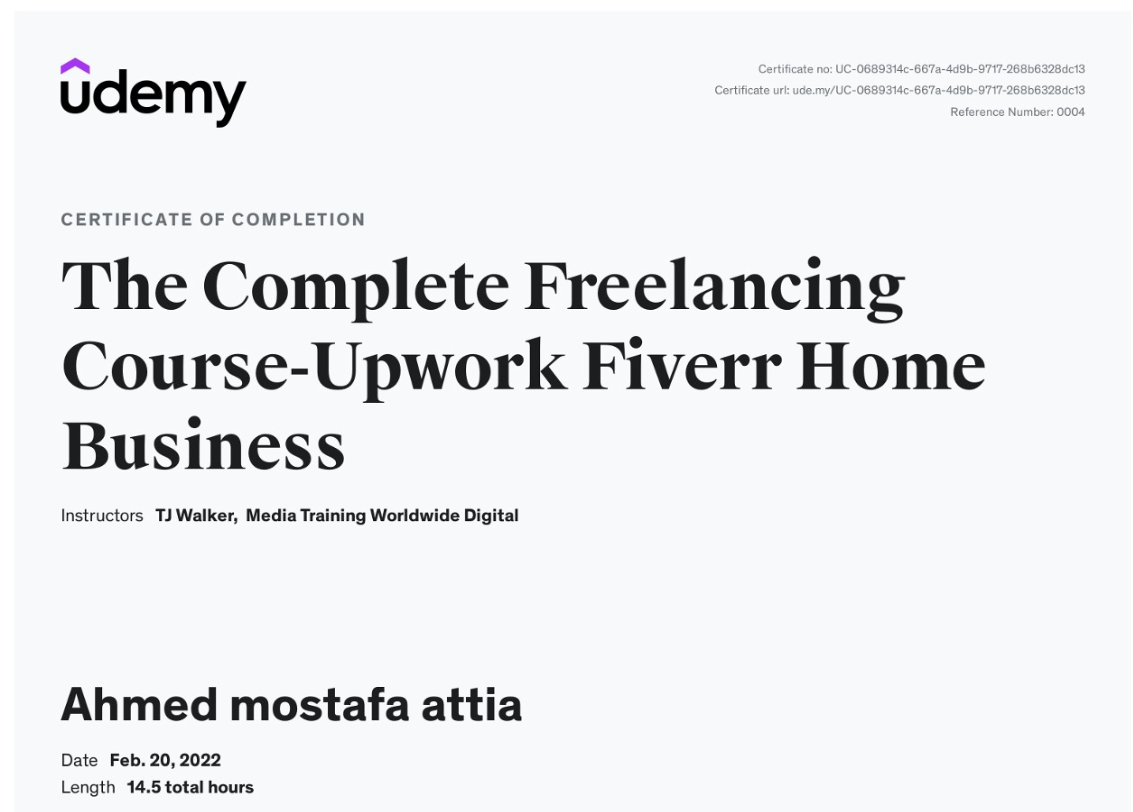 udemy
Certificate no: UC-0689314c-667a-4d9b-9717-268b6328dc13
Certificate url: ude.my/UC-0689314c-667a-4d9b-9717-268b6328dc13
Reference Number: 0004
CERTIFICATE OF COMPLETION
The Complete Freelancing
Course-Upwork Fiverr Home
Business
Instructors TJ Walker, Media Training Worldwide Digital
Ahmed mostafa attia
Date Feb. 20, 2022
Length 14.5 total hours